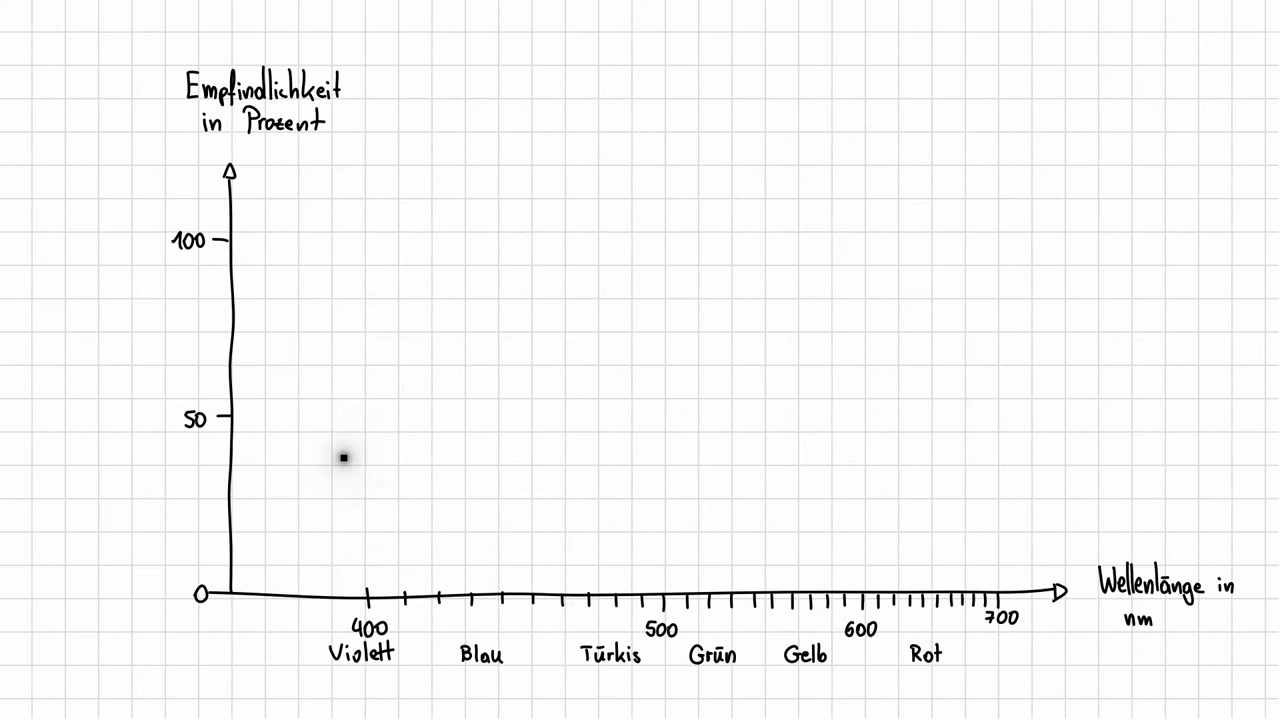 Empfindlichkeit
in Prozent
100
50
0
400 500 600 700
Violett Blau Türkis Grün Gelb Rot
Wellenlänge in
nm